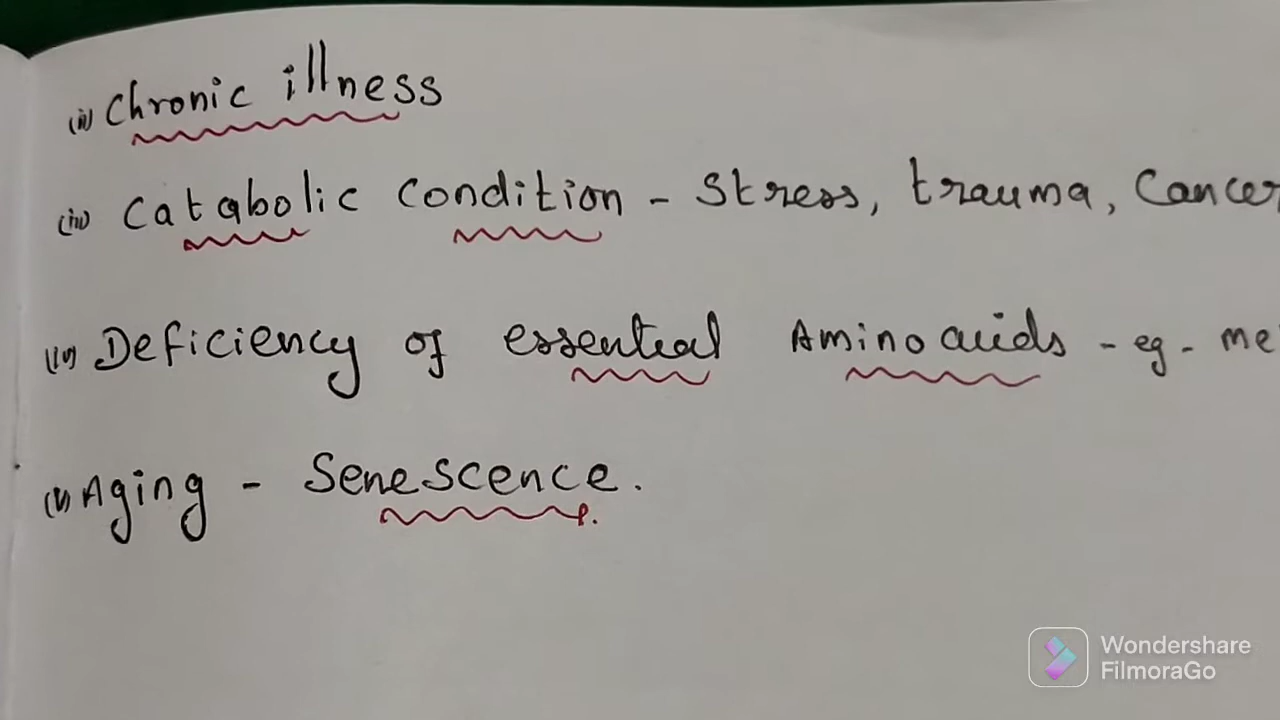 (ii) Chronic illness
(iii) Catabolic condition - Stress, trauma, Cancer
(iv) Deficiency of essential Amino acids - eg - me
(v) Aging - Senescence.
Wondershare
FilmoraGo